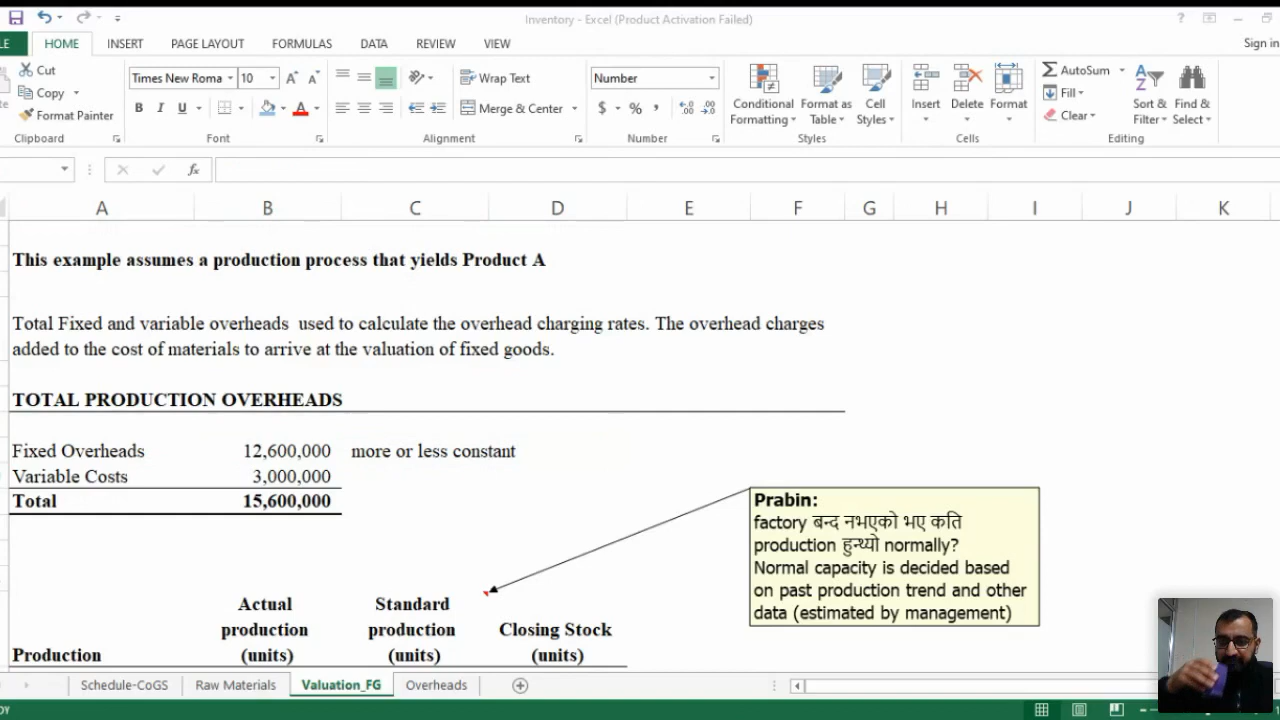 Inventory - Excel (Product Activation Failed)
LE HOME INSERT PAGE LAYOUT FORMULAS DATA REVIEW VIEW Sign in
Cut
Copy
Format Painter
Clipboard
Times New Roma 10
B I U
Font
Wrap Text
Merge & Center
Alignment
Number
$ % ,
Number
Conditional Formatting
Format as Table
Cell Styles
Styles
Insert
Delete
Format
Cells
AutoSum
Fill
Clear
Sort & Filter
Find & Select
Editing
fx
A B C D E F G H I J K
This example assumes a production process that yields Product A
Total Fixed and variable overheads used to calculate the overhead charging rates. The overhead charges
added to the cost of materials to arrive at the valuation of fixed goods.
TOTAL PRODUCTION OVERHEADS
Fixed Overheads 12,600,000 more or less constant
Variable Costs 3,000,000
Total 15,600,000
Prabin:
factory बन्द नभएको भए कति
production हुन्थ्यो normally?
Normal capacity is decided based
on past production trend and other
data (estimated by management)
Actual Standard
production production Closing Stock
Production (units) (units) (units)
Schedule-CoGS Raw Materials Valuation_FG Overheads
DY